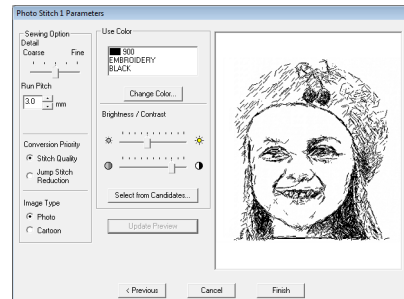 Photo Stitch 1 Parameters
Sewing Option
Detail
Coarse Fine
Run Pitch
3.0 mm
Conversion Priority
Stitch Quality
Jump Stitch
Reduction
Image Type
Photo
Cartoon
Use Color
900
EMBROIDERY
BLACK
Change Color...
Brightness / Contrast
Select from Candidates...
Update Preview
< Previous
Cancel
Finish